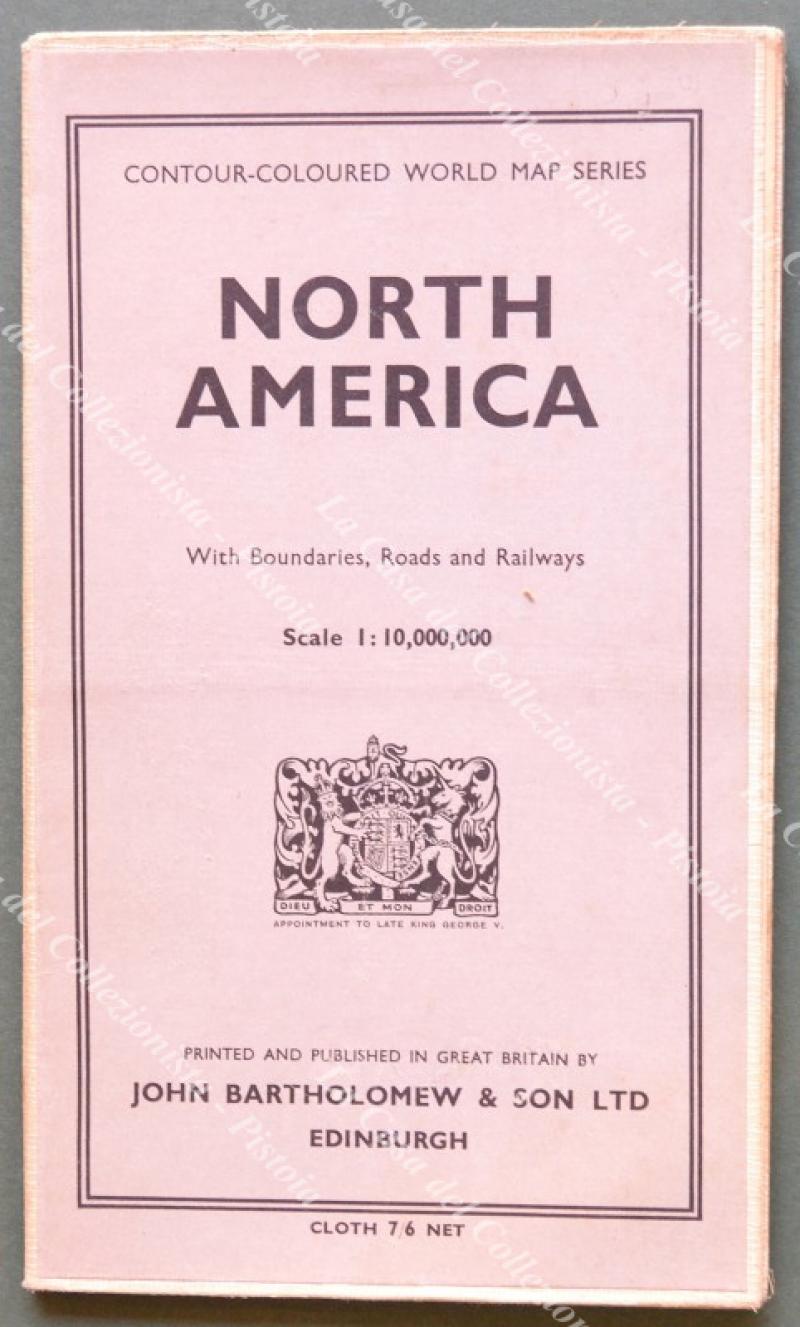 CONTOUR-COLOURED WORLD MAP SERIES
NORTH
AMERICA
With Boundaries, Roads and Railways
Scale 1:10,000,000
DIEU ET MON DROIT
APPOINTMENT TO LATE KING GEORGE V.
PRINTED AND PUBLISHED IN GREAT BRITAIN BY
JOHN BARTHOLOMEW & SON LTD
EDINBURGH
CLOTH 7/6 NET
La Casa del Collezionista - Pistoia